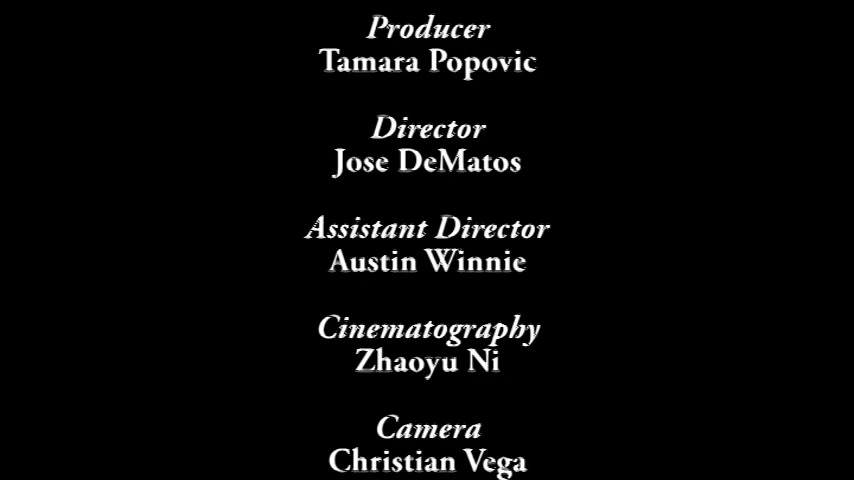 Producer
Tamara Popovic
Director
Jose DeMatos
Assistant Director
Austin Winnie
Cinematography
Zhaoyu Ni
Camera
Christian Vega